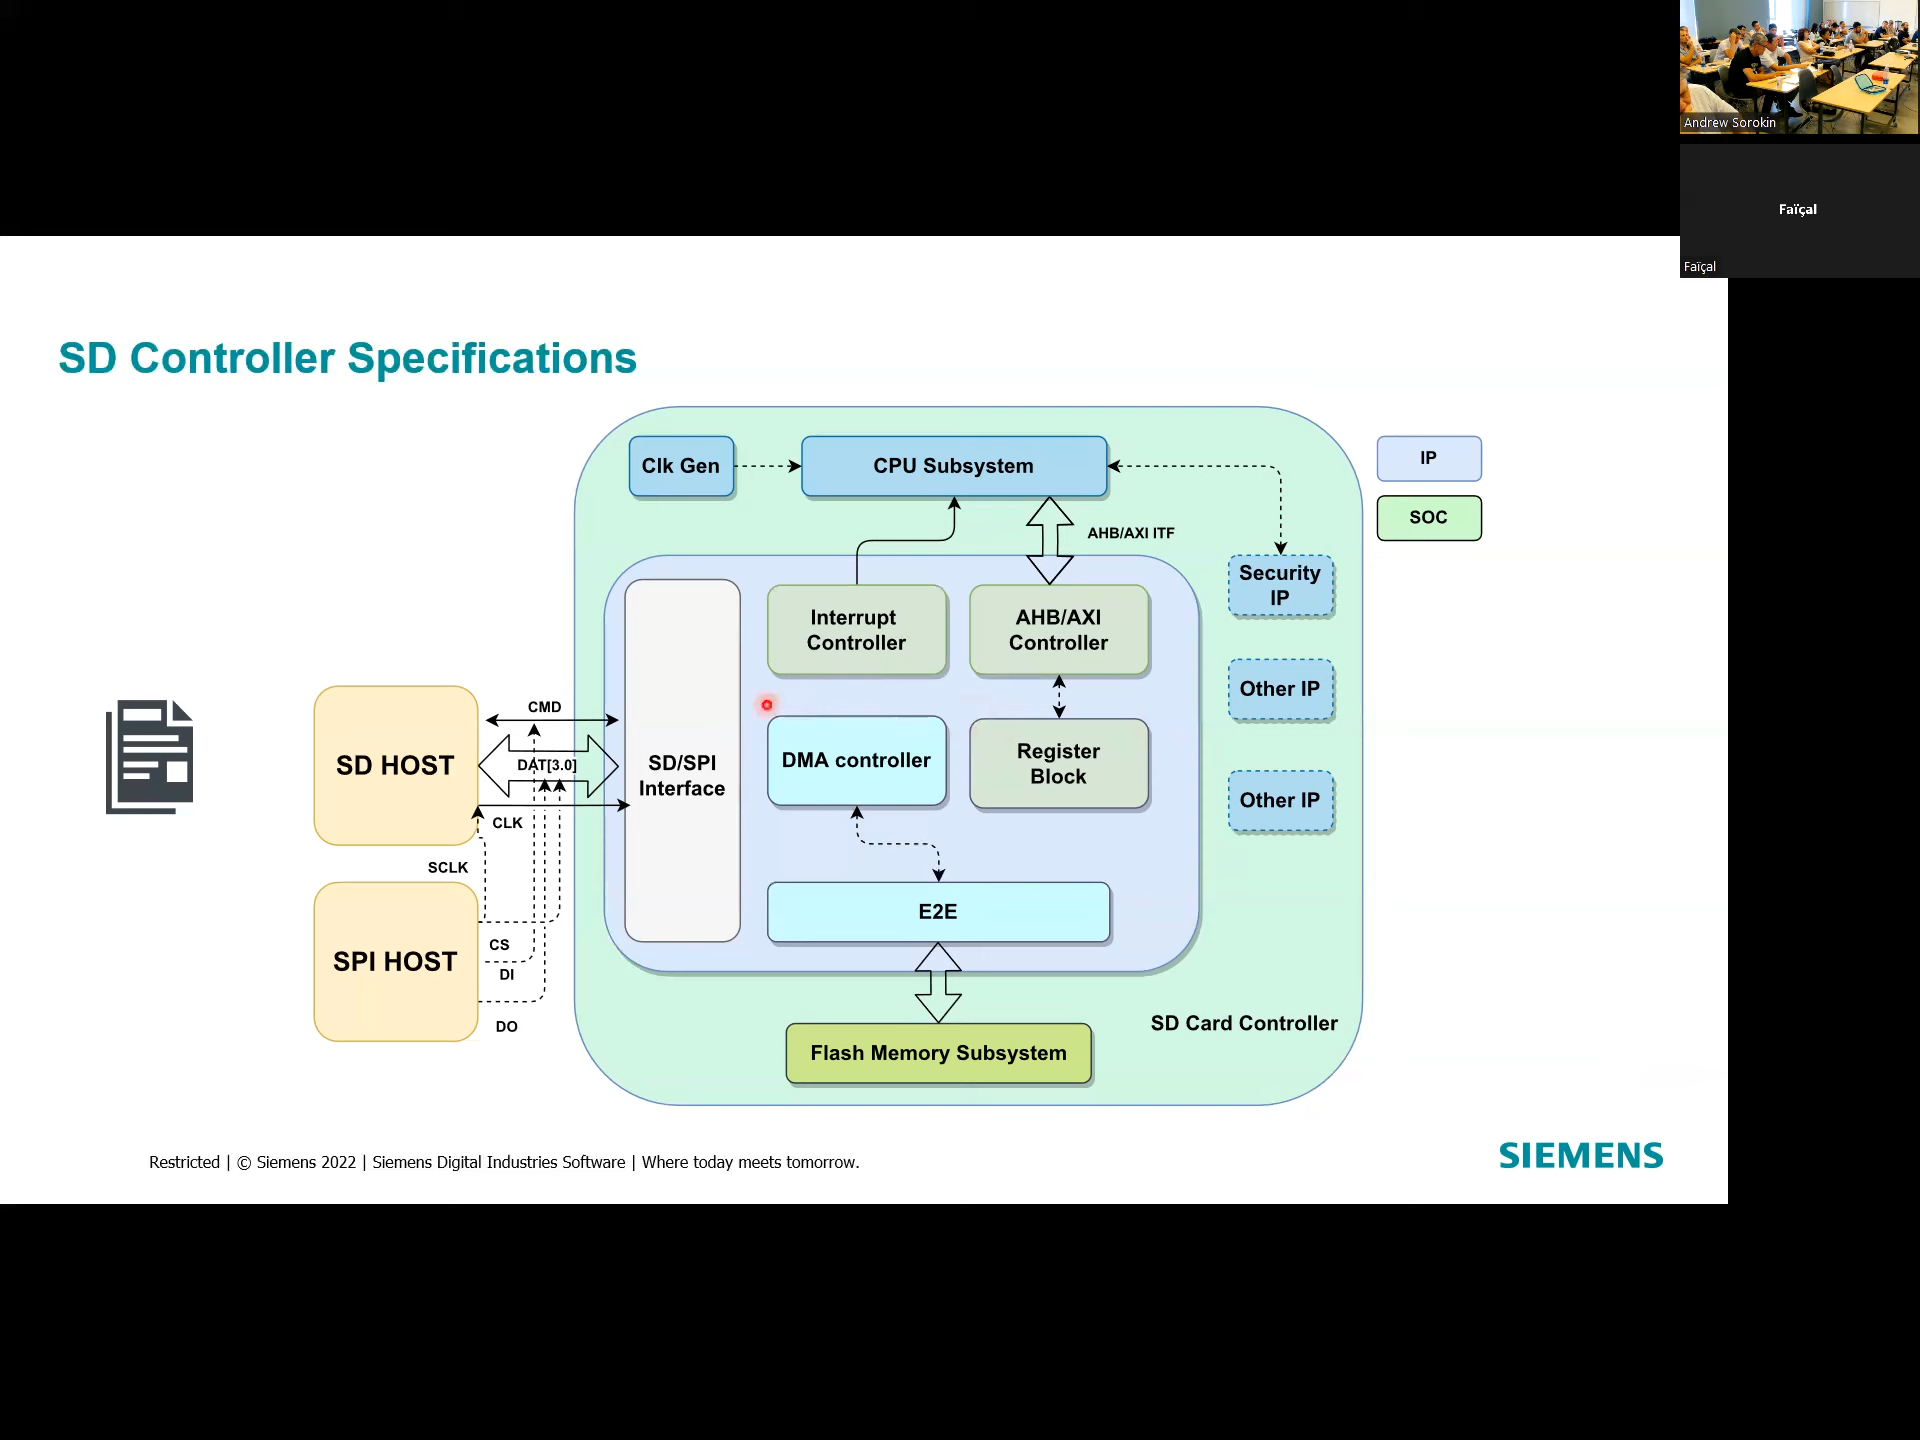 Andrew Sorokin
Faïçal
Faïçal
SD Controller Specifications
Clk Gen
CPU Subsystem
IP
SOC
AHB/AXI ITF
Security
IP
Interrupt
Controller
AHB/AXI
Controller
Other IP
CMD
SD HOST
DAT[3.0]
SD/SPI
Interface
DMA controller
Register
Block
Other IP
CLK
SCLK
E2E
CS
SPI HOST
DI
DO
SD Card Controller
Flash Memory Subsystem
Restricted | © Siemens 2022 | Siemens Digital Industries Software | Where today meets tomorrow.
SIEMENS